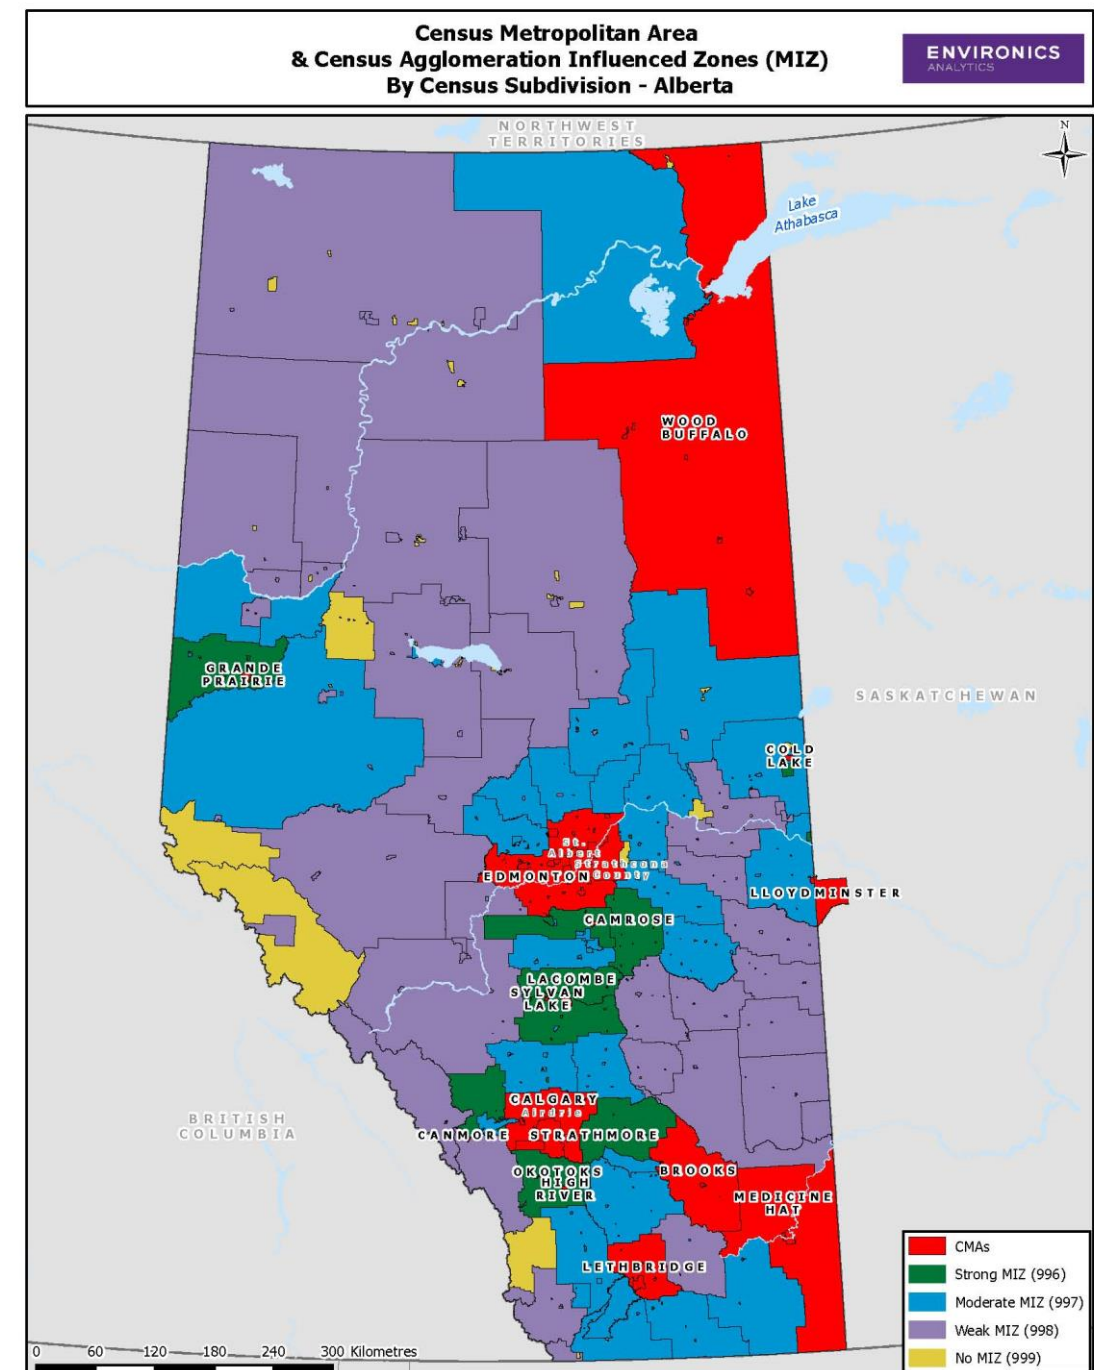 Census Metropolitan Area
& Census Agglomeration Influenced Zones (MIZ)
By Census Subdivision - Alberta
ENVIRONICS
ANALYTICS
NORTHWEST
TERRITORIES
N
Lake
Athabasca
WOOD
BUFFALO
GRANDE
PRAIRIE
SASKATCHEWAN
COLD
LAKE
St.
Albert
Strathcona
County
EDMONTON
LLOYDMINSTER
CAMROSE
LACOMBE
SYLVAN
LAKE
CALGARY
Airdrie
BRITISH
COLUMBIA
CANMORE
STRATHMORE
OKOTOKS
HIGH
RIVER
BROOKS
MEDICINE
HAT
LETHBRIDGE
CMAs
Strong MIZ (996)
Moderate MIZ (997)
Weak MIZ (998)
No MIZ (999)
0 60 120 180 240 300 Kilometres